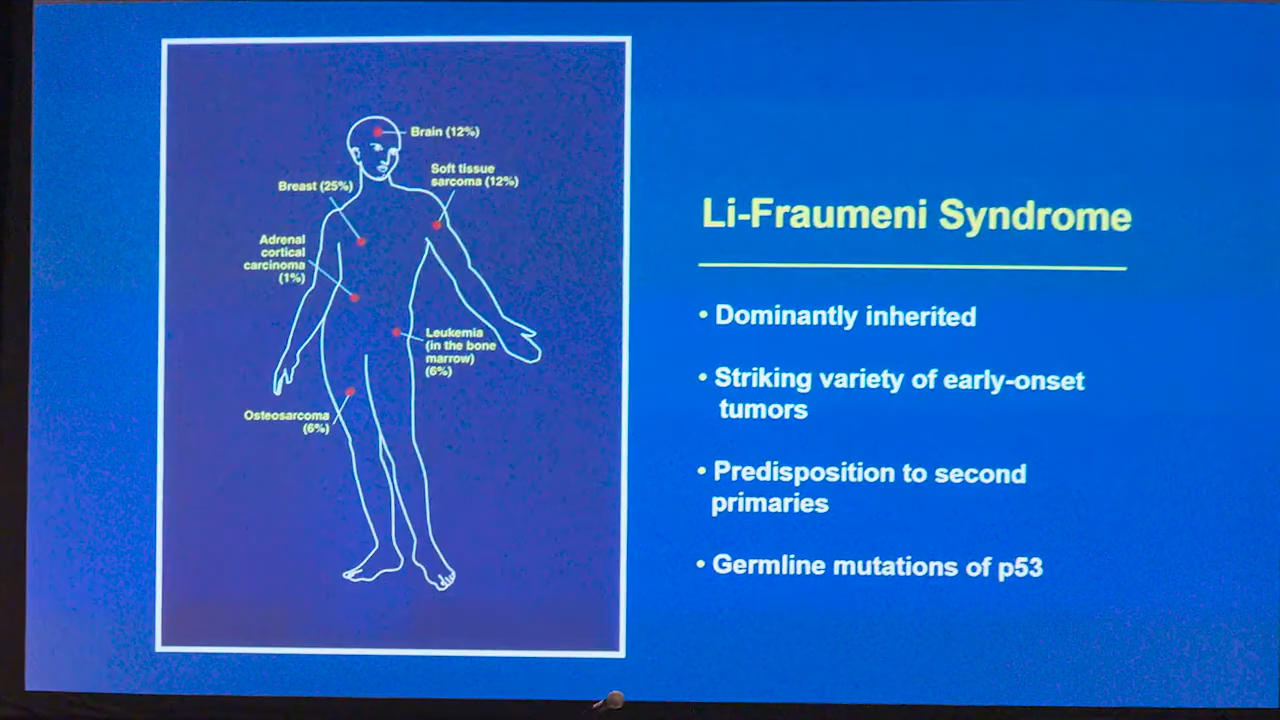 Brain (12%)
Soft tissue
sarcoma (12%)
Breast (25%)
Adrenal
cortical
carcinoma
(1%)
Leukemia
(in the bone
marrow)
(6%)
Osteosarcoma
(6%)
Li-Fraumeni Syndrome
• Dominantly inherited
• Striking variety of early-onset
tumors
• Predisposition to second
primaries
• Germline mutations of p53